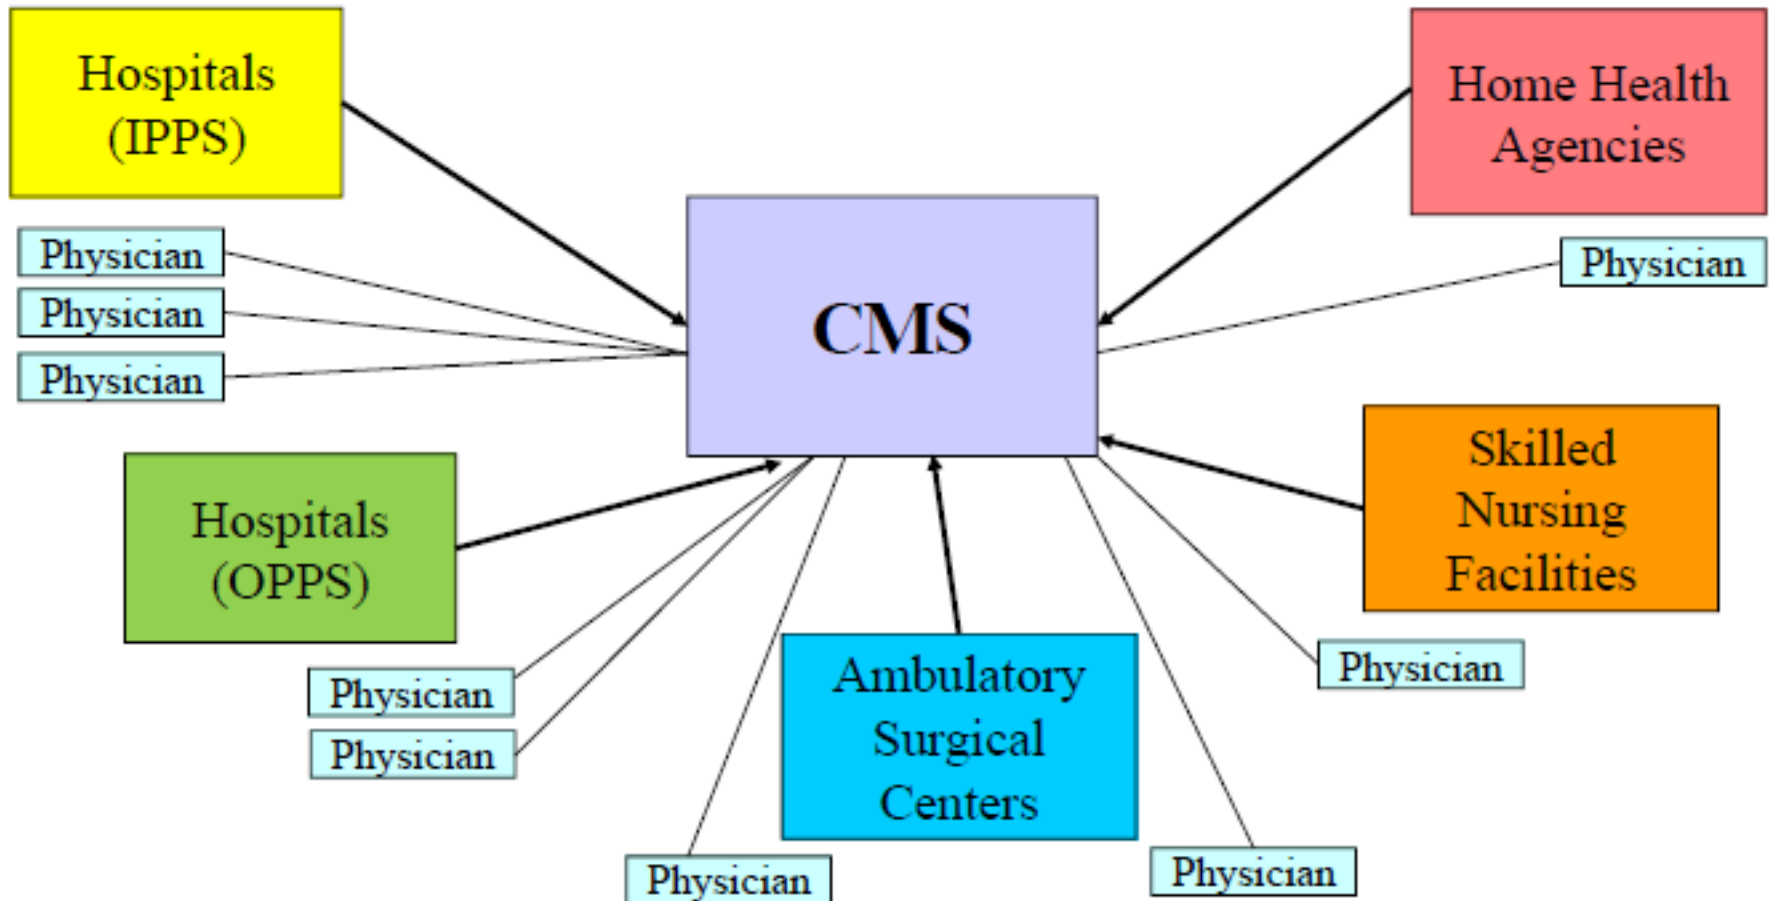 Hospitals
(IPPS)
Home Health
Agencies
Physician
Physician
Physician
Physician
CMS
Hospitals
(OPPS)
Skilled
Nursing
Facilities
Physician
Physician
Ambulatory
Surgical
Centers
Physician
Physician
Physician